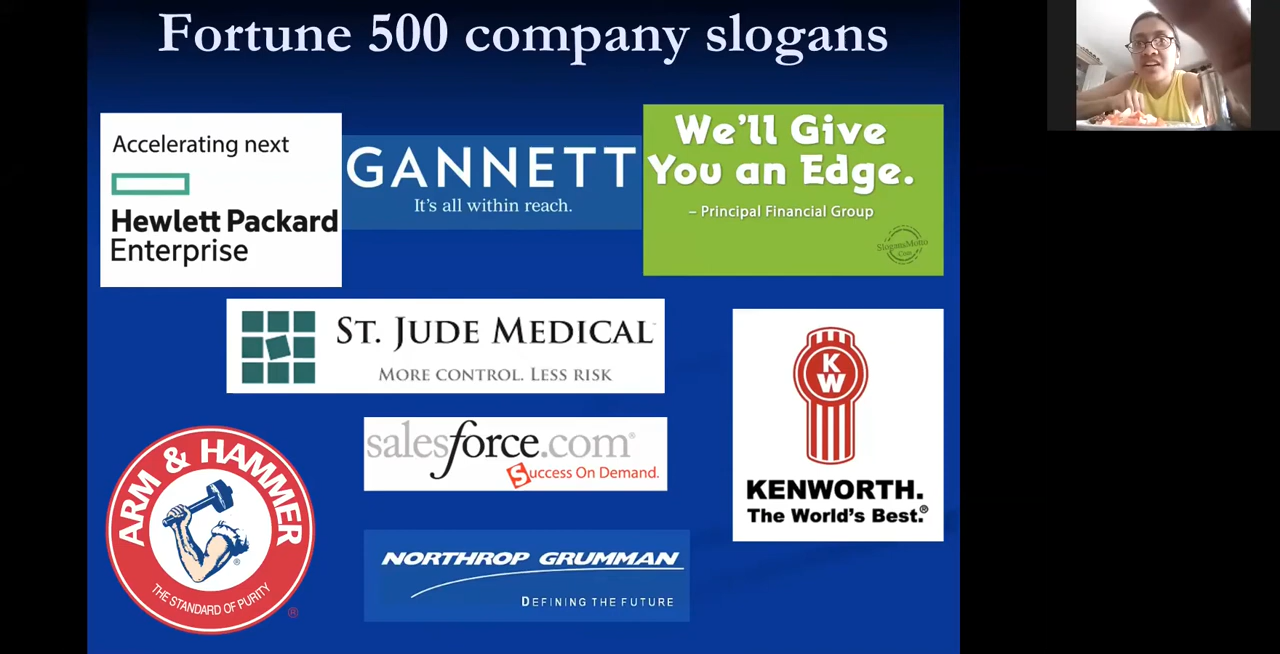 Fortune 500 company slogans
Accelerating next
Hewlett Packard
Enterprise
GANNETT
It's all within reach.
We'll Give
You an Edge.
– Principal Financial Group
SlogansMotto
.Com
ST. JUDE MEDICAL
MORE CONTROL. LESS RISK
KW
KENWORTH.
The World's Best.®
salesforce.com®
Success On Demand.
ARM & HAMMER
®
THE STANDARD OF PURITY
®
NORTHROP GRUMMAN
DEFINING THE FUTURE